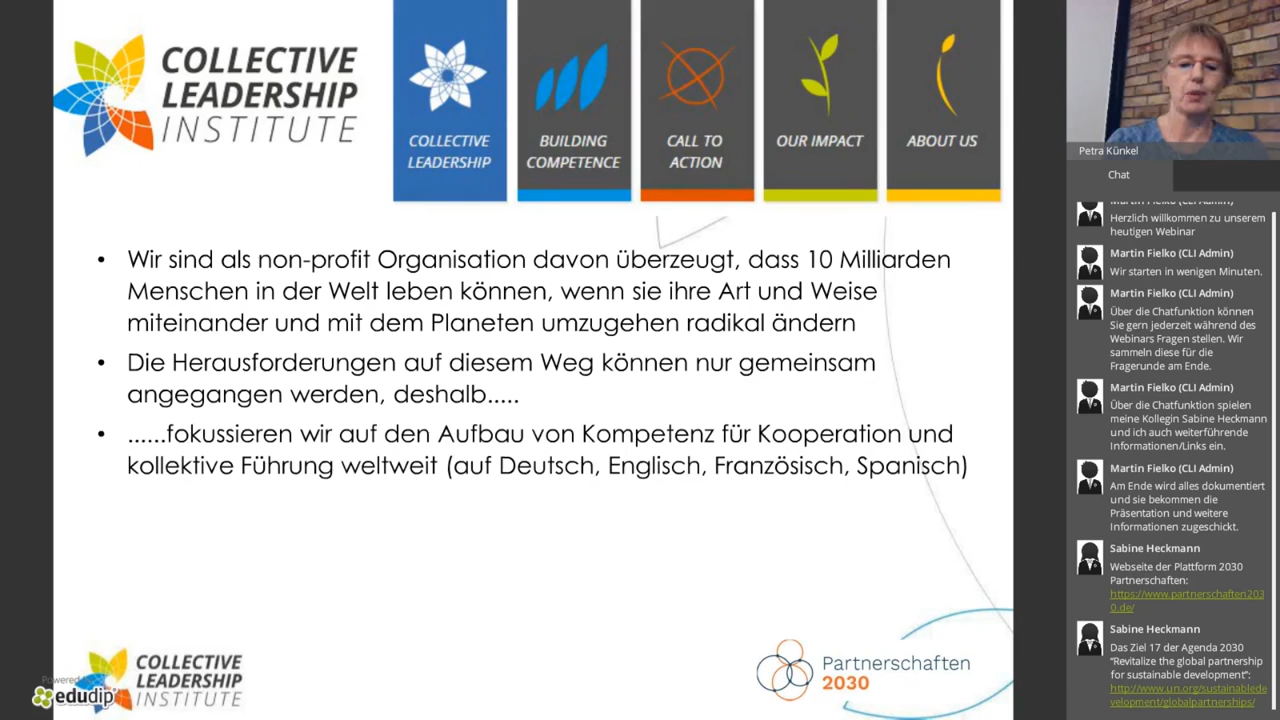 COLLECTIVE
LEADERSHIP
INSTITUTE
COLLECTIVE
LEADERSHIP
BUILDING
COMPETENCE
CALL TO
ACTION
OUR IMPACT
ABOUT US
• Wir sind als non-profit Organisation davon überzeugt, dass 10 Milliarden
Menschen in der Welt leben können, wenn sie ihre Art und Weise
miteinander und mit dem Planeten umzugehen radikal ändern
• Die Herausforderungen auf diesem Weg können nur gemeinsam
angegangen werden, deshalb.....
• ......fokussieren wir auf den Aufbau von Kompetenz für Kooperation und
kollektive Führung weltweit (auf Deutsch, Englisch, Französisch, Spanisch)
Powered
edudip
COLLECTIVE
LEADERSHIP
INSTITUTE
Partnerschaften
2030
Petra Künkel
Chat
Martin Fielko (CLI Admin)
Herzlich willkommen zu unserem
heutigen Webinar
Martin Fielko (CLI Admin)
Wir starten in wenigen Minuten.
Martin Fielko (CLI Admin)
Über die Chatfunktion können
Sie gern jederzeit während des
Webinars Fragen stellen. Wir
sammeln diese für die
Fragerunde am Ende.
Martin Fielko (CLI Admin)
Über die Chatfunktion spielen
meine Kollegin Sabine Heckmann
und ich auch weiterführende
Informationen/Links ein.
Martin Fielko (CLI Admin)
Am Ende wird alles dokumentiert
und sie bekommen die
Präsentation und weitere
Informationen zugeschickt.
Sabine Heckmann
Webseite der Plattform 2030
Partnerschaften:
https://www.partnerschaften203
0.de/
Sabine Heckmann
Das Ziel 17 der Agenda 2030
"Revitalize the global partnership
for sustainable development":
http://www.un.org/sustainablede
velopment/globalpartnerships/